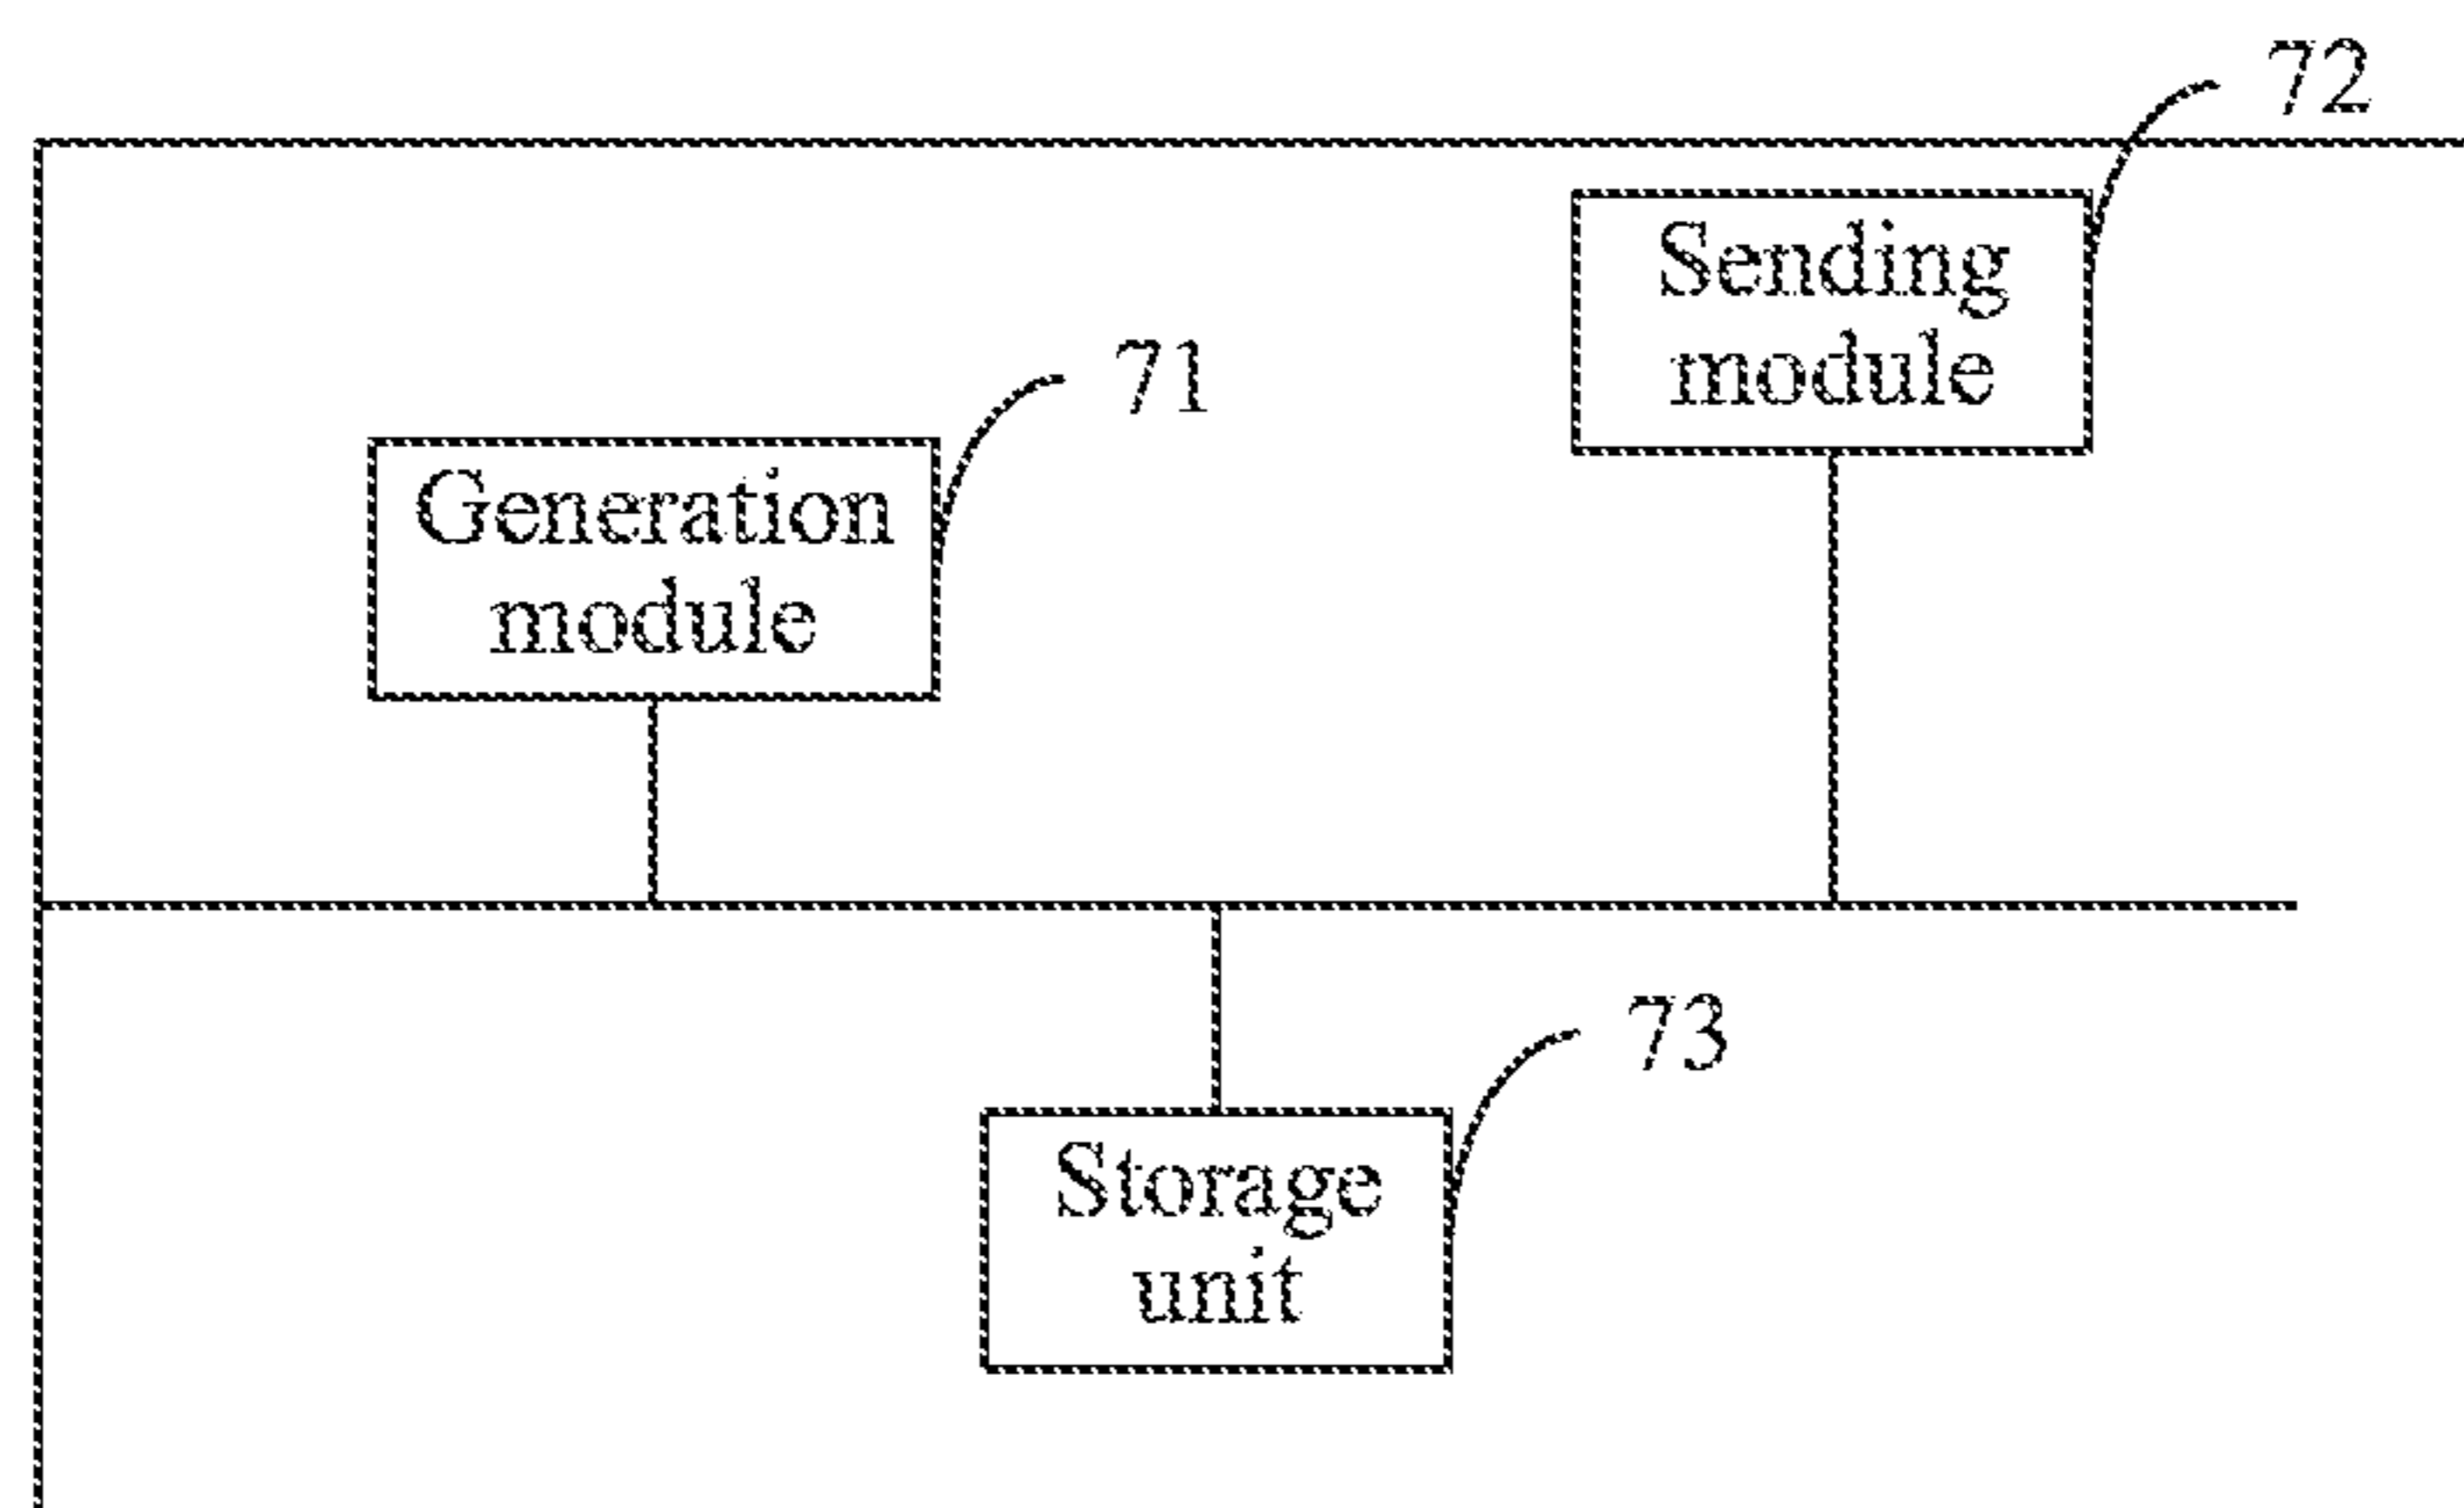 72
Sending
module
71
Generation
module
73
Storage
unit